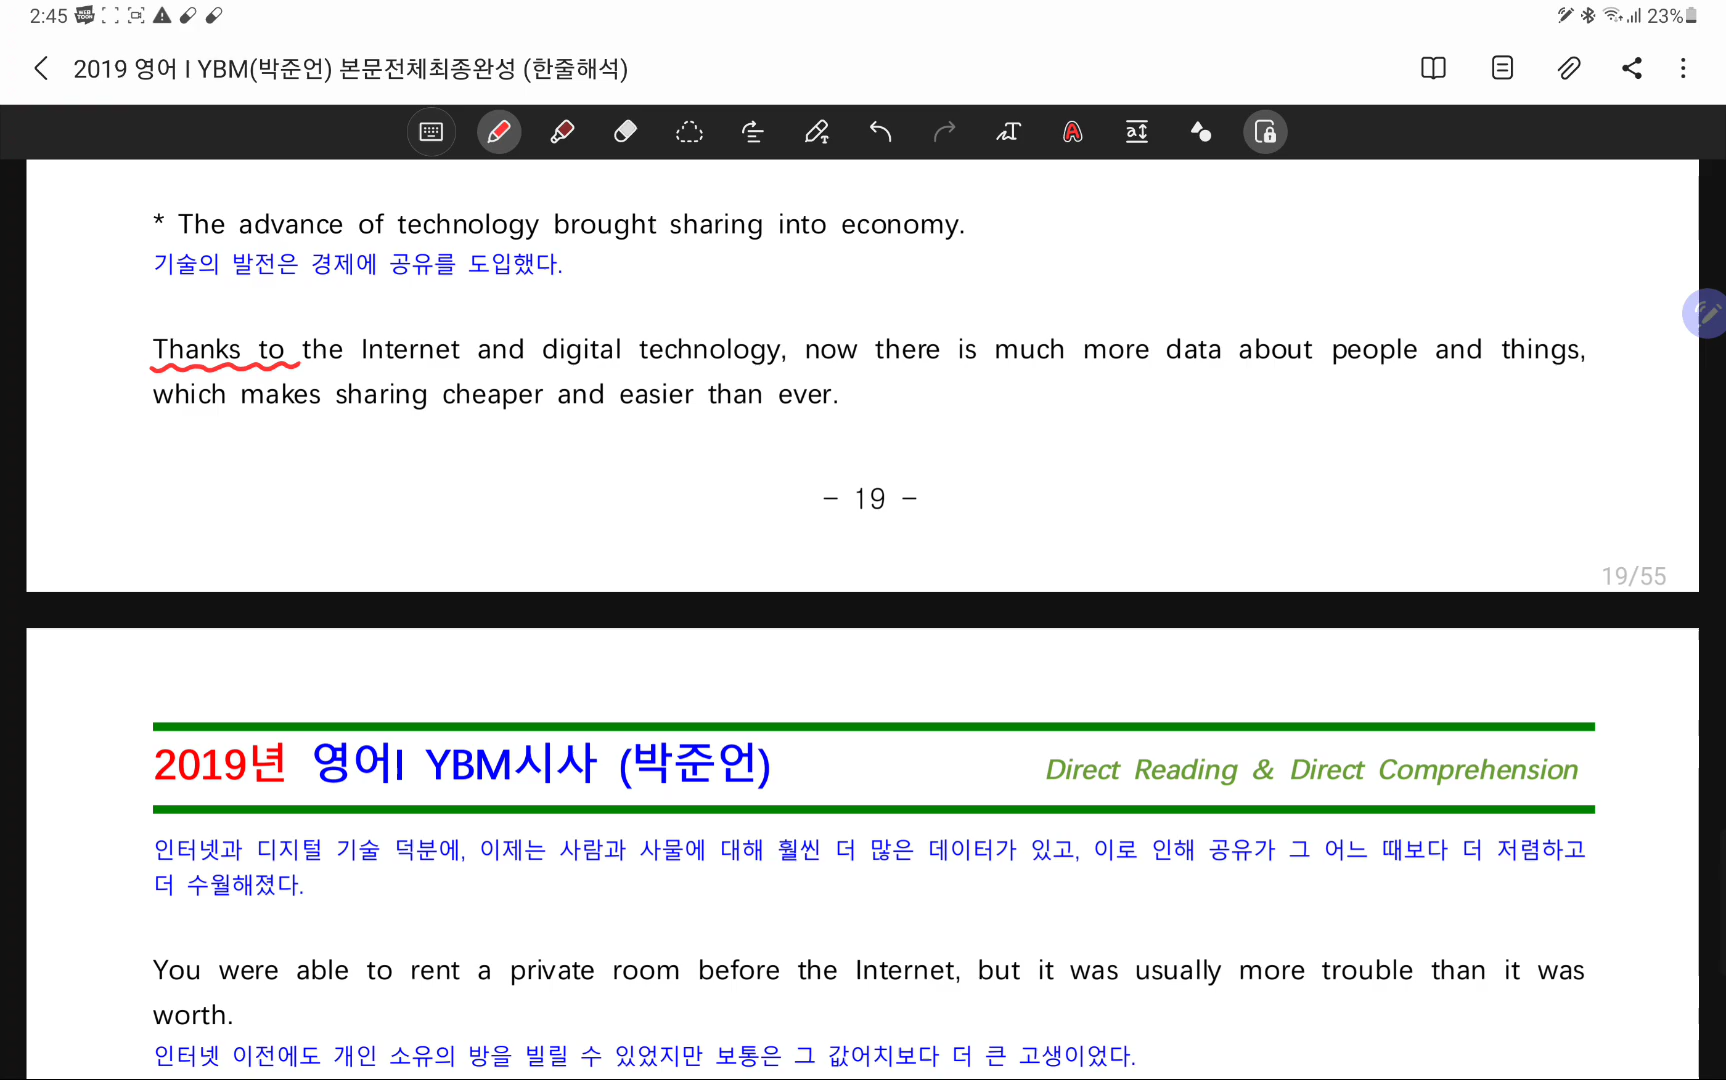 2:45
23%
2019 영어 I YBM(박준언) 본문전체최종완성 (한줄해석)
* The advance of technology brought sharing into economy.
기술의 발전은 경제에 공유를 도입했다.
Thanks to the Internet and digital technology, now there is much more data about people and things,
which makes sharing cheaper and easier than ever.
- 19 -
19/55
2019년 영어I YBM시사 (박준언)
Direct Reading & Direct Comprehension
인터넷과 디지털 기술 덕분에, 이제는 사람과 사물에 대해 훨씬 더 많은 데이터가 있고, 이로 인해 공유가 그 어느 때보다 더 저렴하고
더 수월해졌다.
You were able to rent a private room before the Internet, but it was usually more trouble than it was
worth.
인터넷 이전에도 개인 소유의 방을 빌릴 수 있었지만 보통은 그 값어치보다 더 큰 고생이었다.